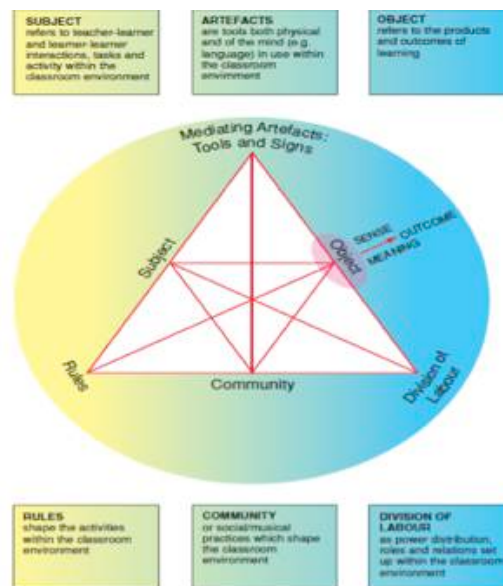 SUBJECT
refers to teacher-learner
and learner-learner
interactions, tasks and
activity within the
classroom environment
ARTEFACTS
are tools both physical
end of the mind (e.g.
language) in use within
the classroom
envimment
OBJECT
refers to the products
and outcomes of
learning
Mediating Artefacts:
Tools and Signs
Subject
Object
SENSE
OUTCOME
MEANING
Rules
Community
Division of
Labour
RULES
shape the activities
within the classroom
environment
COMMUNITY
or social/musical
practices which shape
the classroom
environment
DIVISION OF
LABOUR
as power distribution,
roles and relations set
up within the classroom
environment